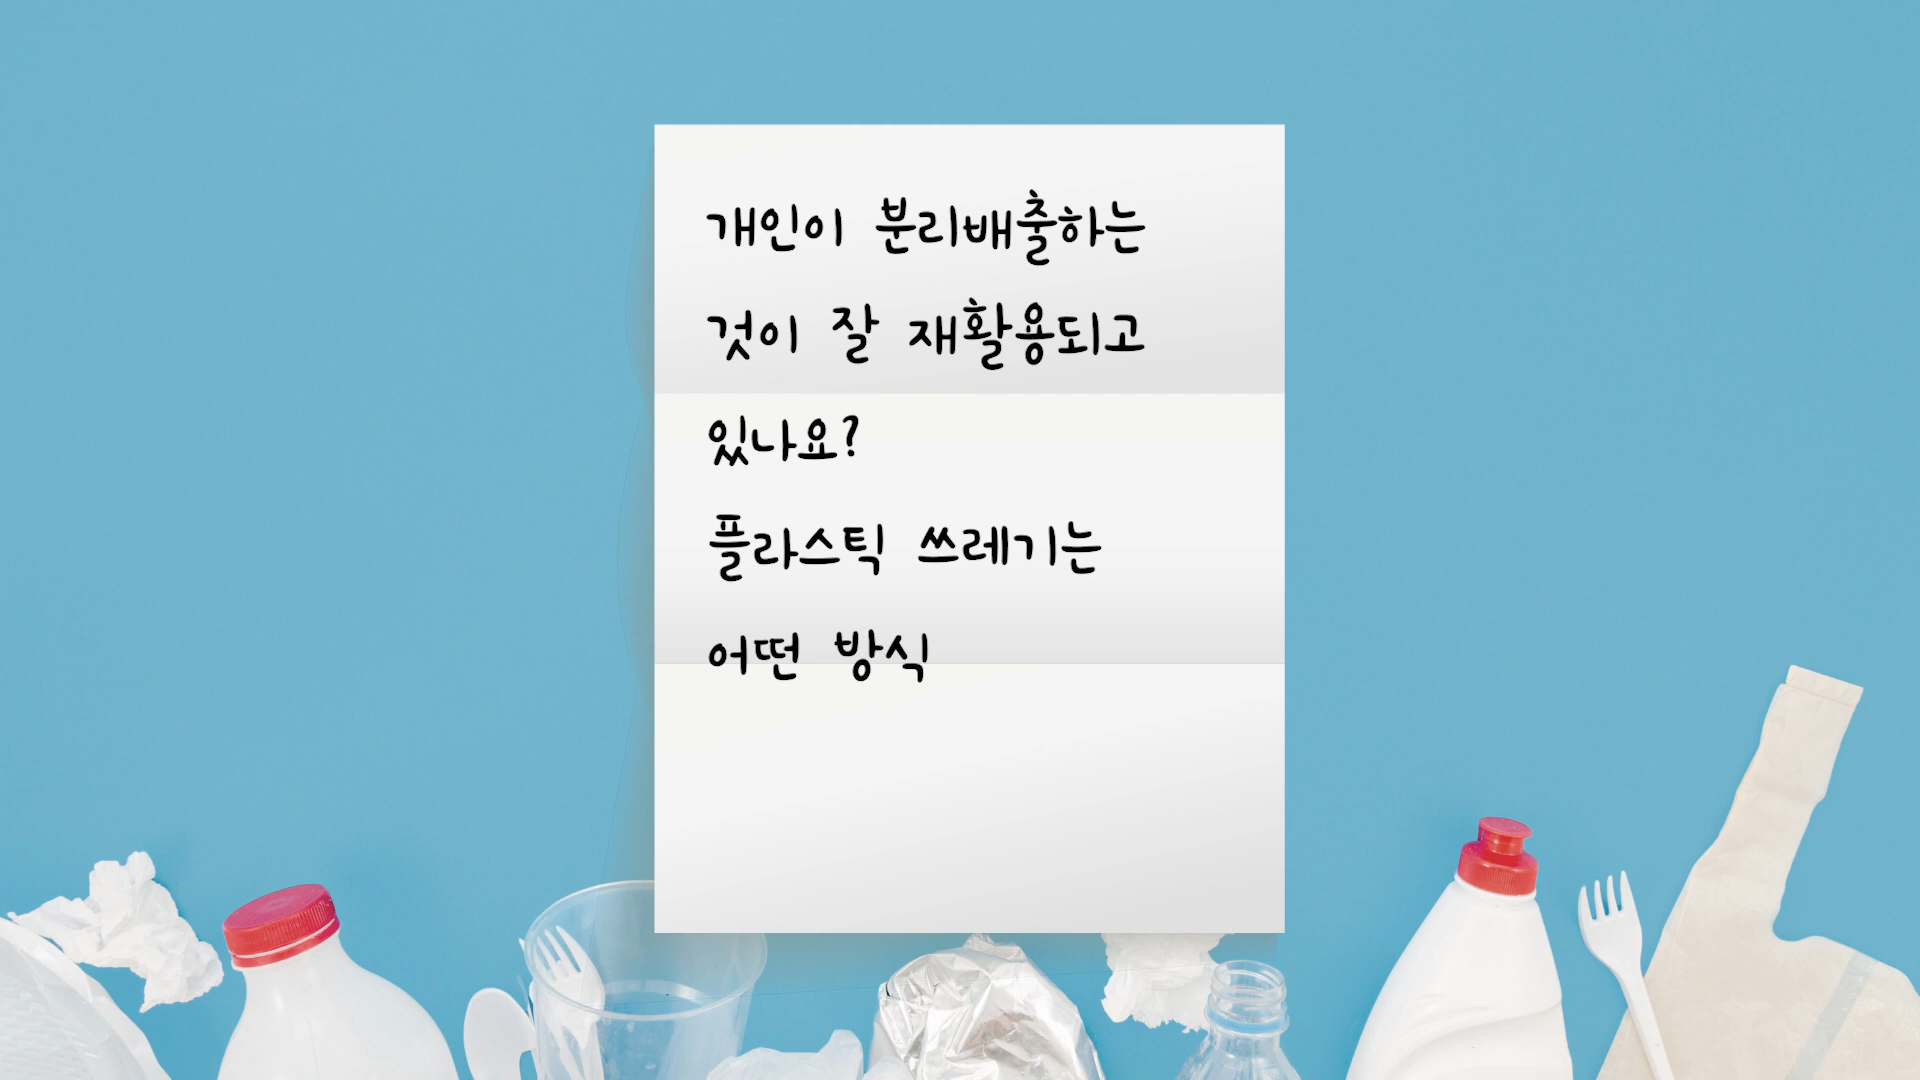 개인이 분리배출하는
것이 잘 재활용되고
있나요?
플라스틱 쓰레기는
어떤 방식